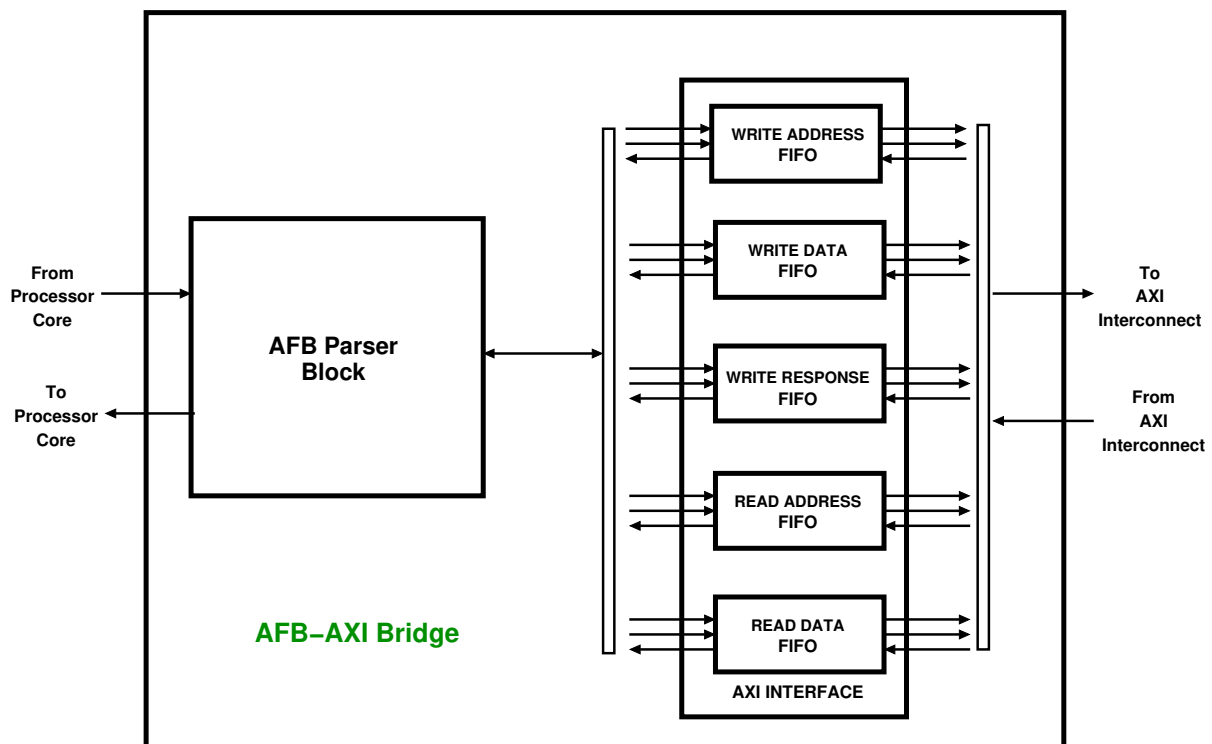 From
Processor
Core
To
Processor
Core
AFB Parser
Block
AFB–AXI Bridge
WRITE ADDRESS
FIFO
WRITE DATA
FIFO
WRITE RESPONSE
FIFO
READ ADDRESS
FIFO
READ DATA
FIFO
AXI INTERFACE
To
AXI
Interconnect
From
AXI
Interconnect